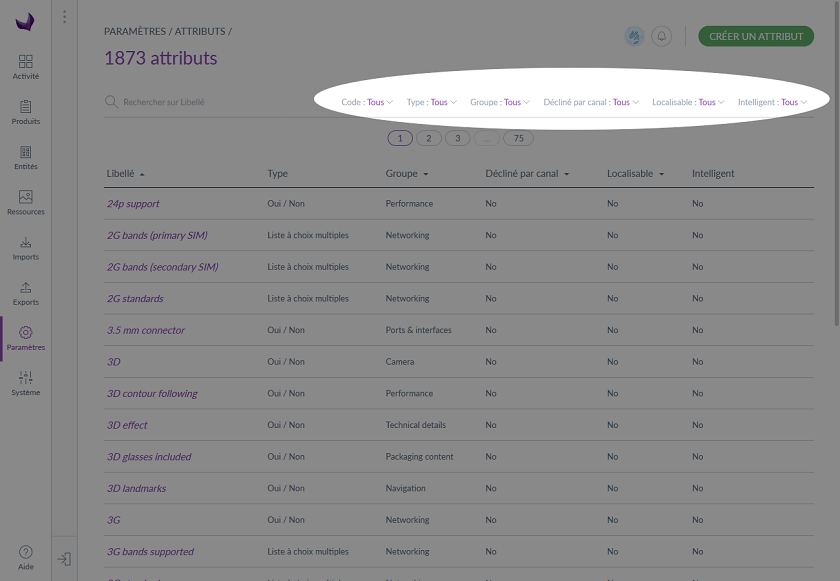 PARAMÈTRES / ATTRIBUTS /
CRÉER UN ATTRIBUT
1873 attributs
Rechercher sur Libellé Code : Tous Type : Tous Groupe : Tous Décliné par canal : Tous Localisable : Tous Intelligent : Tous
1 2 3 ... 75
Libellé Type Groupe Décliné par canal Localisable Intelligent
24p support Oui / Non Performance No No No
2G bands (primary SIM) Liste à choix multiples Networking No No No
2G bands (secondary SIM) Liste à choix multiples Networking No No No
2G standards Liste à choix multiples Networking No No No
3.5 mm connector Oui / Non Ports & interfaces No No No
3D Oui / Non Camera No No No
3D contour following Oui / Non Performance No No No
3D effect Oui / Non Technical details No No No
3D glasses included Oui / Non Packaging content No No No
3D landmarks Oui / Non Navigation No No No
3G Oui / Non Networking No No No
3G bands supported Liste à choix multiples Networking No No No
Activité
Produits
Entités
Ressources
Imports
Exports
Paramètres
Système
Aide